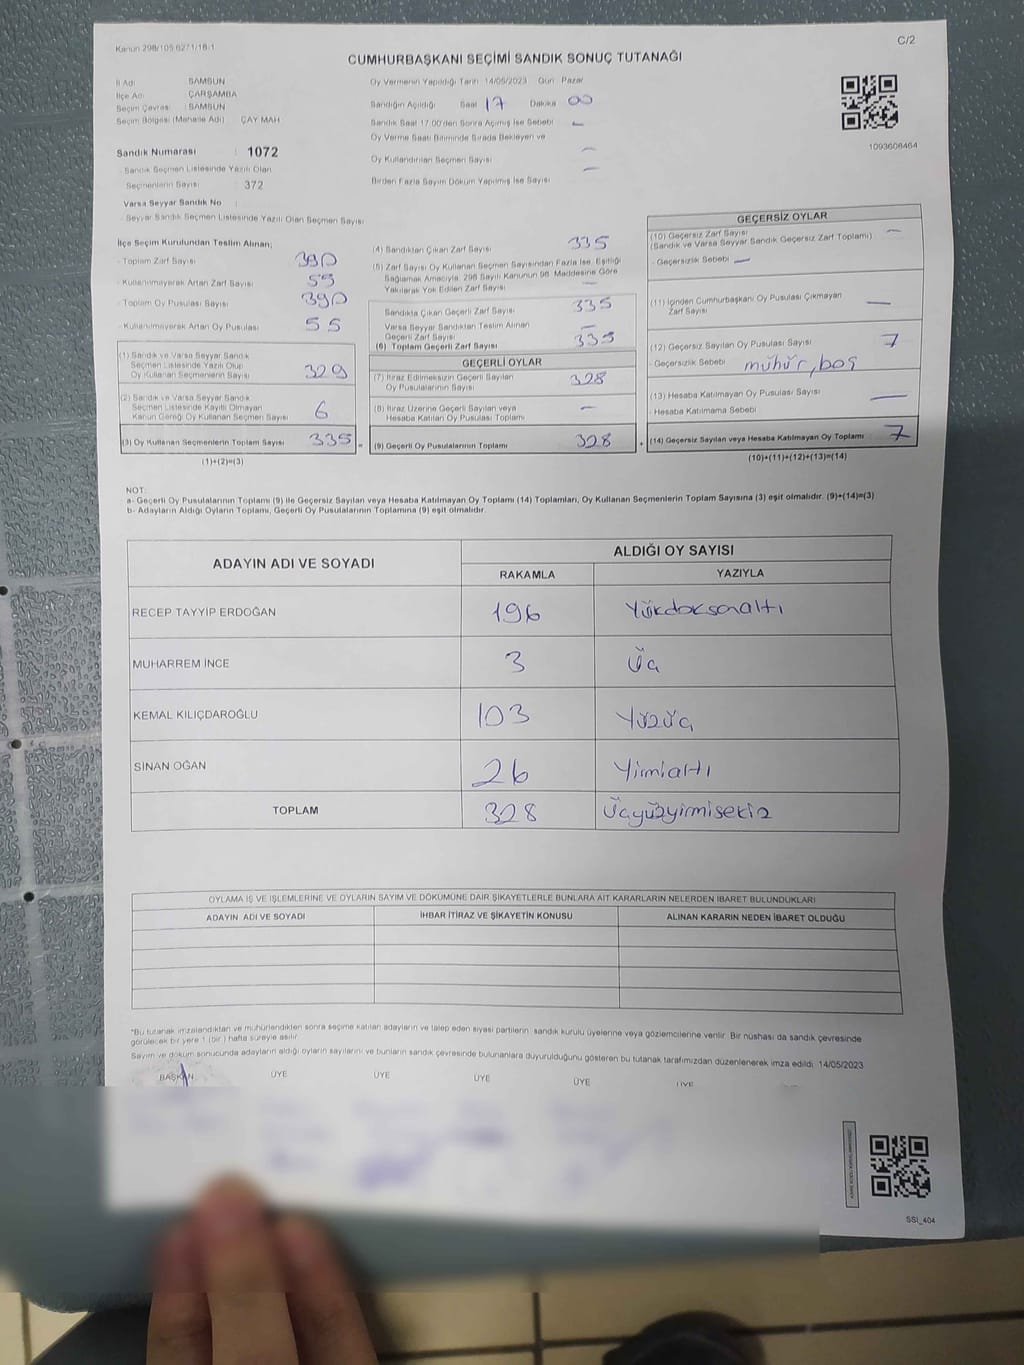 Kanun 298/105 6271/18-1
C/2
CUMHURBAŞKANI SEÇİMİ SANDIK SONUÇ TUTANAĞI
İl Adı : SAMSUN
İlçe Adı : ÇARŞAMBA
Seçim Çevresi : SAMSUN
Seçim Bölgesi (Mahalle Adı) ÇAY MAH
Sandık Numarası : 1072
- Sandık Seçmen Listesinde Yazılı Olan
Seçmenlerin Sayısı : 372
Varsa Seyyar Sandık No :
- Seyyar Sandık Seçmen Listesinde Yazılı Olan Seçmen Sayısı
Oy Vermenin Yapıldığı Tarih 14/05/2023 Gün Pazar
Sandığın Açıldığı Saat 17 Dakika 00
Sandık Saat 17:00'den Sonra Açılmış İse Sebebi –
Oy Verme Saati Bitiminde Sırada Bekleyen ve
Oy Kullandırılan Seçmen Sayısı –
Birden Fazla Sayım Döküm Yapılmış İse Sayısı –
1093608464
İlçe Seçim Kurulundan Teslim Alınan;
- Toplam Zarf Sayısı : 390
- Kullanılmayarak Artan Zarf Sayısı : 55
- Toplam Oy Pusulası Sayısı : 390
- Kullanılmayarak Artan Oy Pusulası : 55
(1) Sandık ve Varsa Seyyar Sandık
Seçmen Listesinde Yazılı Olup
Oy Kullanan Seçmenlerin Sayısı : 329
(2) Sandık ve Varsa Seyyar Sandık
Seçmen Listesinde Kayıtlı Olmayan
Kanun Gereği Oy Kullanan Seçmen Sayısı : 6
(3) Oy Kullanan Seçmenlerin Toplam Sayısı : 335 =
(1)+(2)=(3)
(4) Sandıktan Çıkan Zarf Sayısı : 335
(5) Zarf Sayısı Oy Kullanan Seçmen Sayısından Fazla İse, Eşitliği
Sağlamak Amacıyla; 298 Sayılı Kanunun 98. Maddesine Göre
Yakılarak Yok Edilen Zarf Sayısı : –
Sandıkta Çıkan Geçerli Zarf Sayısı : 335
Varsa Seyyar Sandıktan Teslim Alınan
Geçerli Zarf Sayısı : –
(6) Toplam Geçerli Zarf Sayısı : 335
GEÇERLİ OYLAR
(7) İtiraz Edilmeksizin Geçerli Sayılan
Oy Pusulalarının Sayısı : 328
(8) İtiraz Üzerine Geçerli Sayılan veya
Hesaba Katılan Oy Pusulası Toplamı : –
(9) Geçerli Oy Pusulalarının Toplamı : 328 +
GEÇERSİZ OYLAR
(10) Geçersiz Zarf Sayısı : –
(Sandık ve Varsa Seyyar Sandık Geçersiz Zarf Toplamı)
- Geçersizlik Sebebi –
(11) İçinden Cumhurbaşkanı Oy Pusulası Çıkmayan
Zarf Sayısı : –
(12) Geçersiz Sayılan Oy Pusulası Sayısı : 7
- Geçersizlik Sebebi mühür, boş
(13) Hesaba Katılmayan Oy Pusulası Sayısı : –
- Hesaba Katılmama Sebebi
(14) Geçersiz Sayılan veya Hesaba Katılmayan Oy Toplamı : 7
(10)+(11)+(12)+(13)=(14)
NOT:
a- Geçerli Oy Pusulalarının Toplamı (9) ile Geçersiz Sayılan veya Hesaba Katılmayan Oy Toplamı (14) Toplamları, Oy Kullanan Seçmenlerin Toplam Sayısına (3) eşit olmalıdır. (9)+(14)=(3)
b- Adayların Aldığı Oyların Toplamı, Geçerli Oy Pusulalarının Toplamına (9) eşit olmalıdır.
ADAYIN ADI VE SOYADI ALDIĞI OY SAYISI
RAKAMLA YAZIYLA
RECEP TAYYİP ERDOĞAN 196 Yüzdoksanaltı
MUHARREM İNCE 3 Üç
KEMAL KILIÇDAROĞLU 103 Yüzüç
SİNAN OĞAN 26 Yirmialtı
TOPLAM 328 Üçyüzyirmisekiz
OYLAMA İŞ VE İŞLEMLERİNE VE OYLARIN SAYIM VE DÖKÜMÜNE DAİR ŞİKAYETLERLE BUNLARA AİT KARARLARIN NELERDEN İBARET BULUNDUKLARI
ADAYIN ADI VE SOYADI İHBAR İTİRAZ VE ŞİKAYETİN KONUSU ALINAN KARARIN NEDEN İBARET OLDUĞU
*Bu tutanak imzalandıktan ve mühürlendikten sonra seçime katılan adayların ve talep eden siyasi partilerin sandık kurulu üyelerine veya gözlemcilerine verilir. Bir nüshası da sandık çevresinde
görülecek bir yere 1 (bir ) hafta süreyle asılır.
Sayım ve döküm sonucunda adayların aldığı oyların sayılarını ve bunların sandık çevresinde bulunanlara duyurulduğunu gösteren bu tutanak tarafımızdan düzenlenerek imza edildi. 14/05/2023
BAŞKAN ÜYE ÜYE ÜYE ÜYE ÜYE
SSI_404